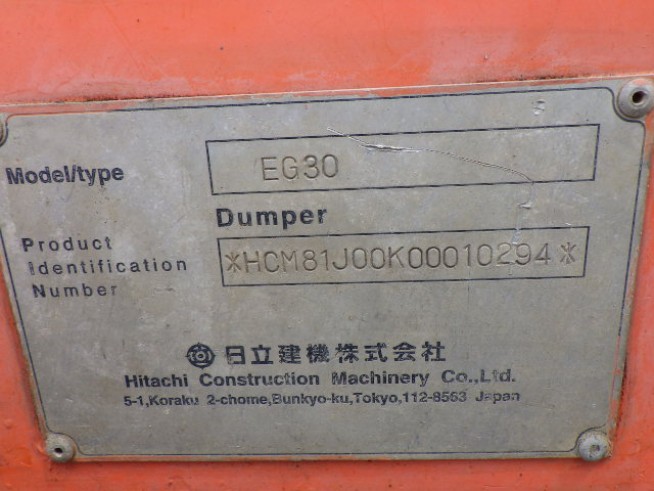 Model/type EG30
Dumper
Product
Identification
Number
*HCM81J00K00010294*
日立建機株式会社
Hitachi Construction Machinery Co.,Ltd.
5-1,Koraku 2-chome,Bunkyo-ku,Tokyo,112-8563 Japan